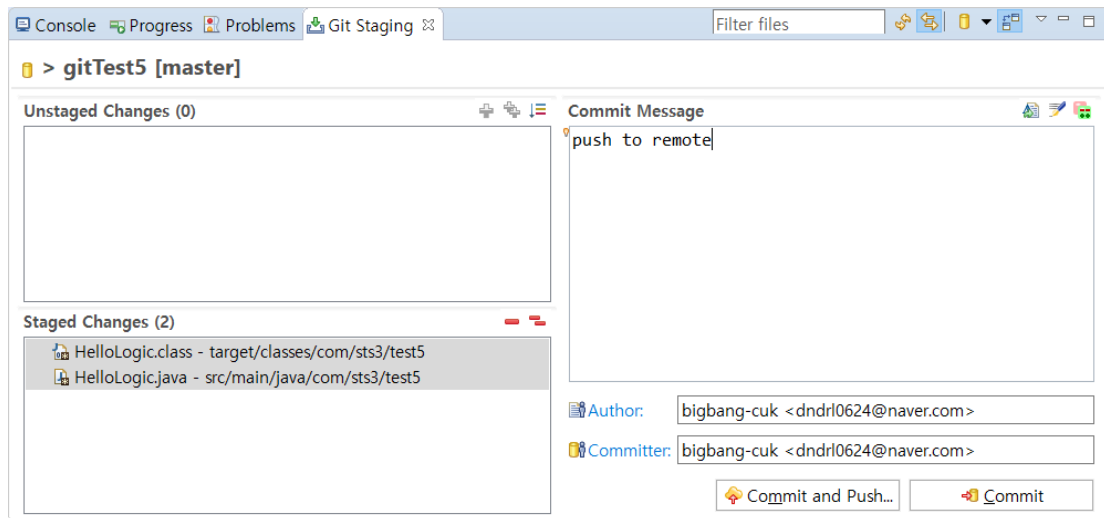 Console Progress Problems Git Staging Filter files
> gitTest5 [master]
Unstaged Changes (0)
Commit Message
push to remote
Staged Changes (2)
HelloLogic.class - target/classes/com/sts3/test5
HelloLogic.java - src/main/java/com/sts3/test5
Author: bigbang-cuk <dndrl0624@naver.com>
Committer: bigbang-cuk <dndrl0624@naver.com>
Commit and Push... Commit